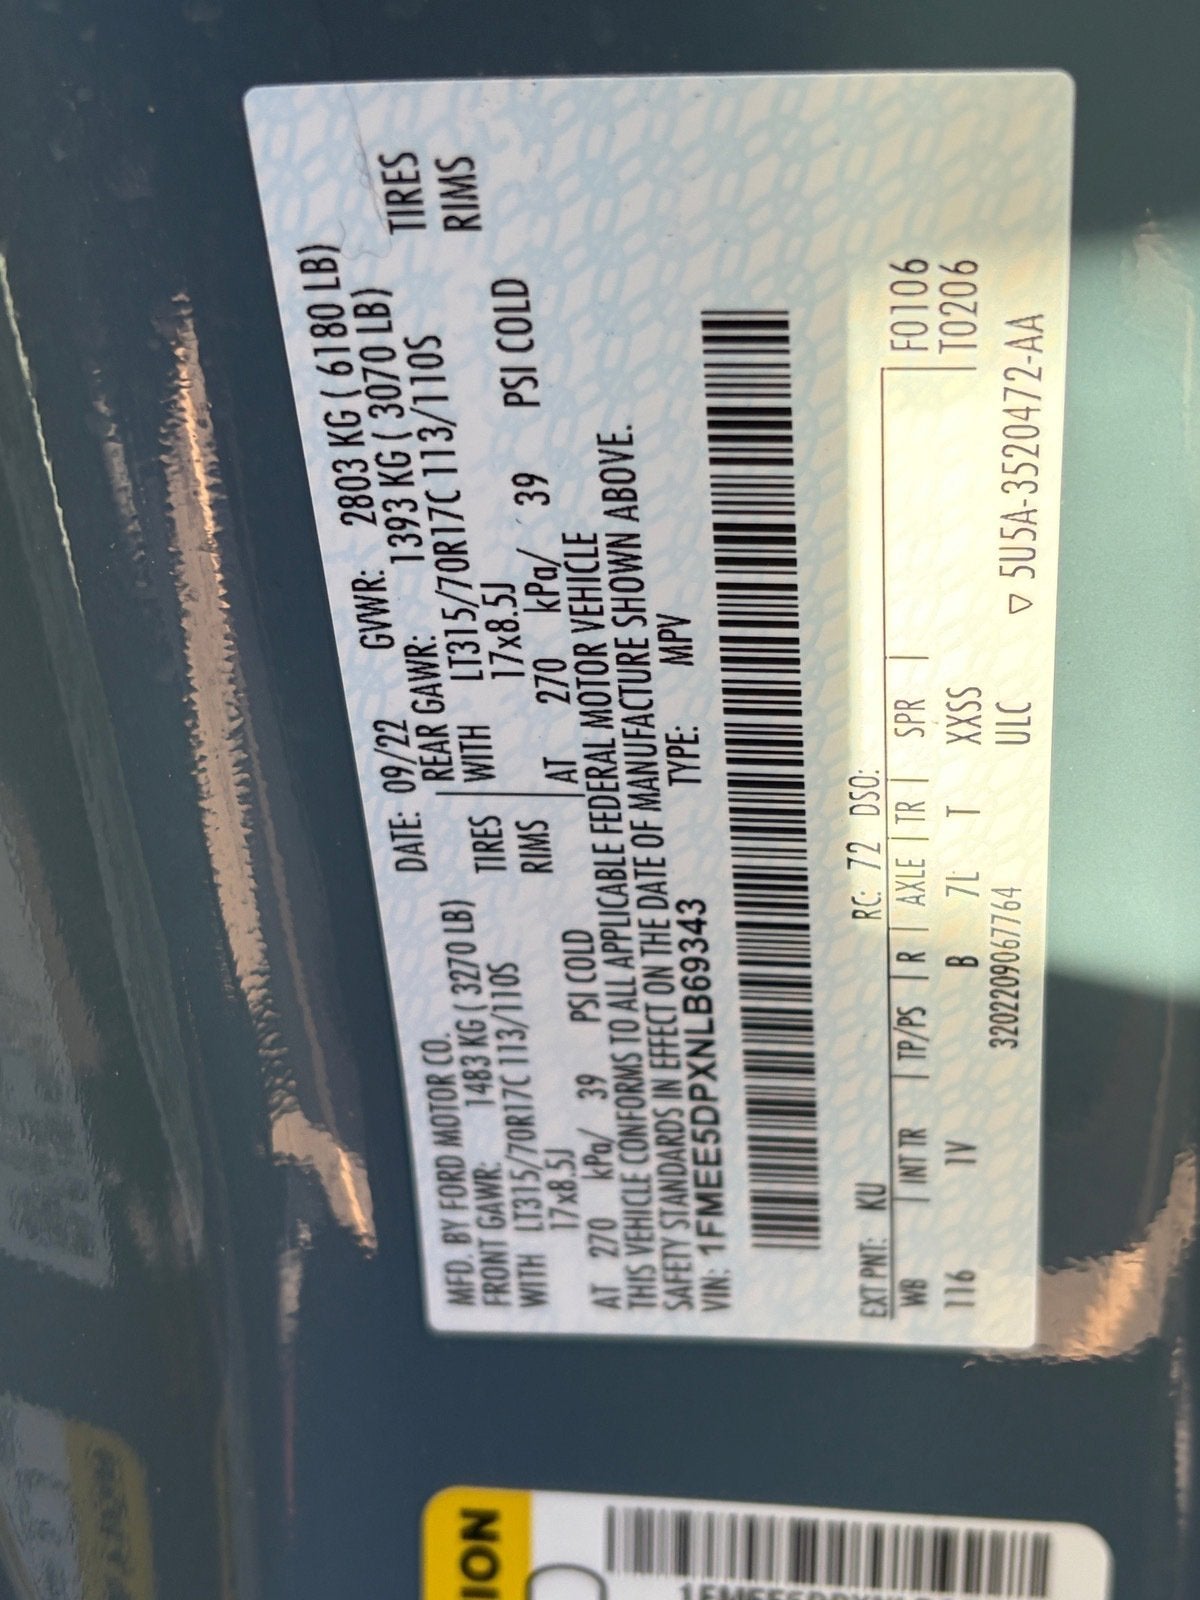 MFD. BY FORD MOTOR CO. DATE: 09/22 GVWR: 2803 KG ( 6180 LB)
FRONT GAWR: 1483 KG ( 3270 LB) REAR GAWR: 1393 KG ( 3070 LB)
WITH LT315/70R17C 113/110S TIRES WITH LT315/70R17C 113/110S TIRES
17x8.5J RIMS 17x8.5J RIMS
AT 270 kPa/ 39 PSI COLD AT 270 kPa/ 39 PSI COLD
THIS VEHICLE CONFORMS TO ALL APPLICABLE FEDERAL MOTOR VEHICLE
SAFETY STANDARDS IN EFFECT ON THE DATE OF MANUFACTURE SHOWN ABOVE.
VIN: 1FMEE5DPXNLB69343 TYPE: MPV
EXT PNT: KU RC: 72 DSO:
WB INT TR TP/PS R AXLE TR SPR F0106
116 IV B 7L T XXSS T0206
3202209067764 ULC ▽ 5U5A-3520472-AA
ION